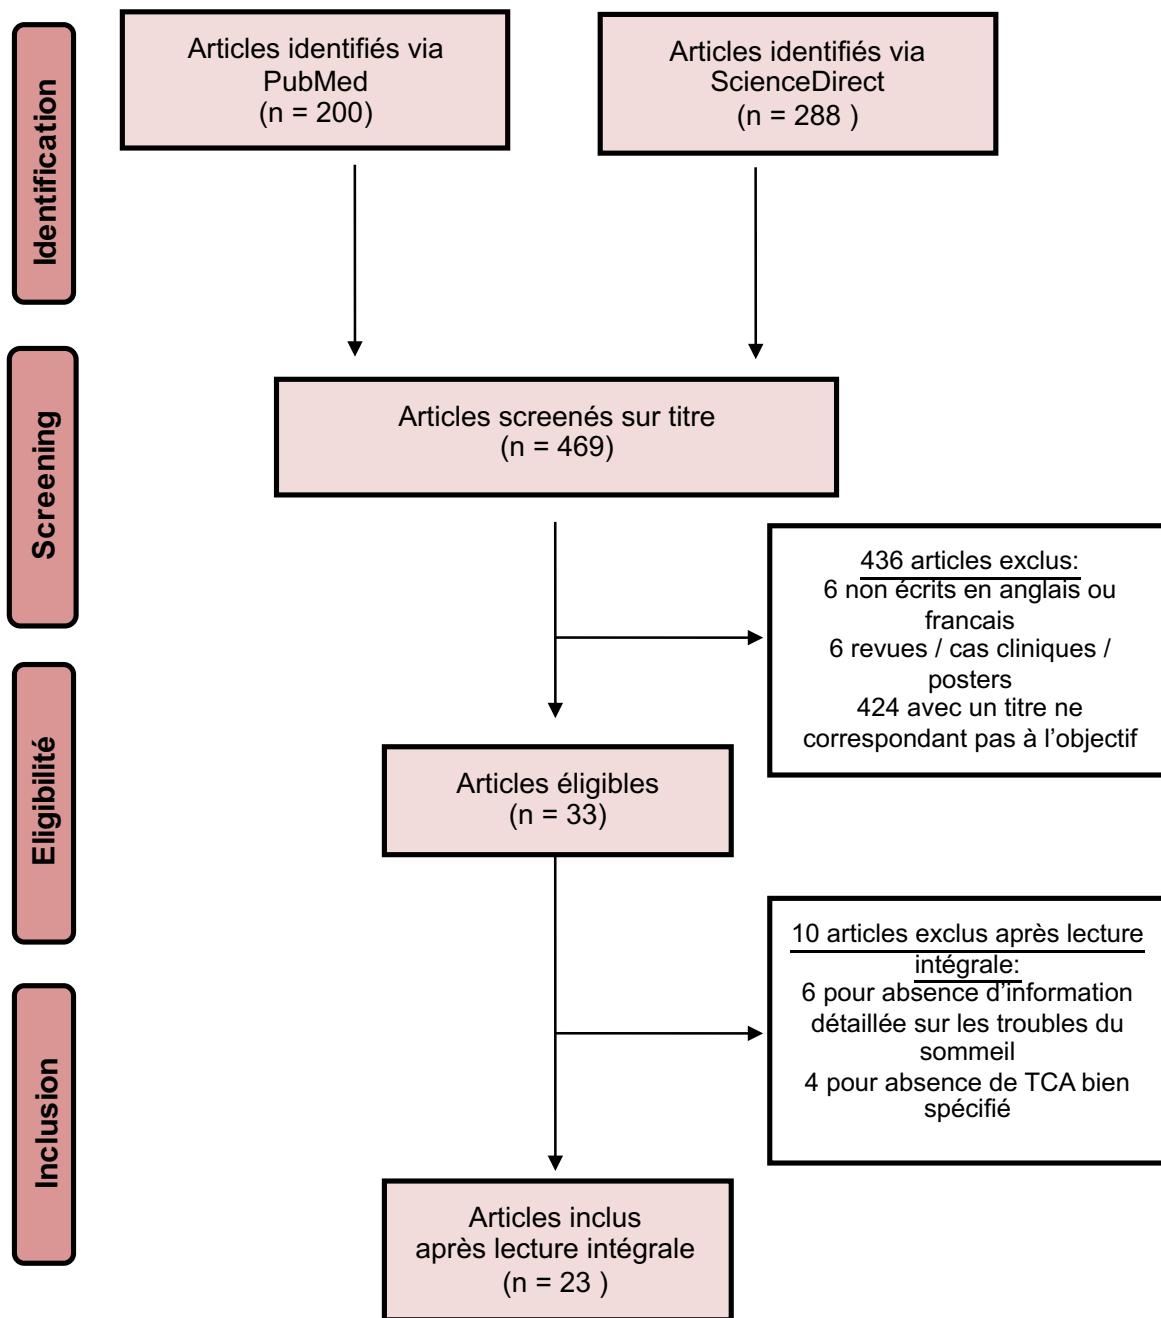 Identification
Articles identifiés via
PubMed
(n = 200)
Articles identifiés via
ScienceDirect
(n = 288 )
Screening
Articles screenés sur titre
(n = 469)
436 articles exclus:
6 non écrits en anglais ou
francais
6 revues / cas cliniques /
posters
424 avec un titre ne
correspondant pas à l’objectif
Eligibilité
Articles éligibles
(n = 33)
10 articles exclus après lecture
intégrale:
6 pour absence d’information
détaillée sur les troubles du
sommeil
4 pour absence de TCA bien
spécifié
Inclusion
Articles inclus
après lecture intégrale
(n = 23 )